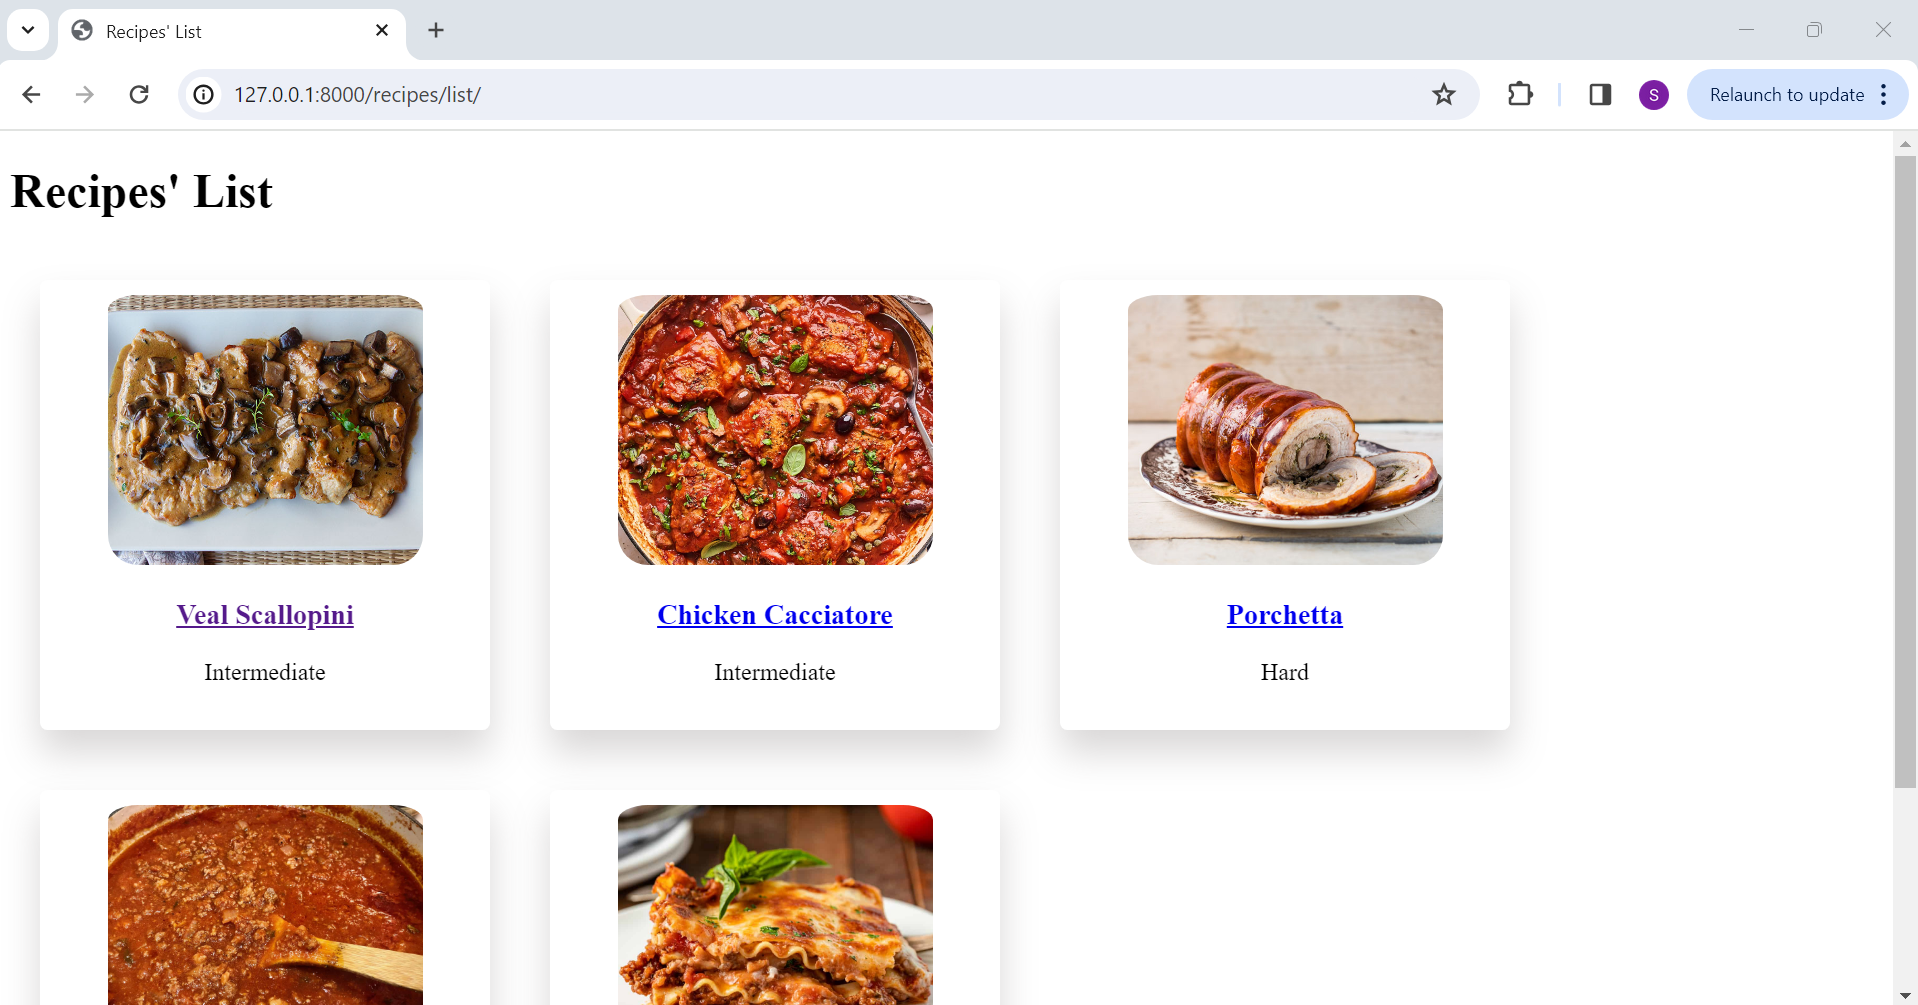 Recipes' List
127.0.0.1:8000/recipes/list/
S
Relaunch to update
Recipes' List
Veal Scallopini
Intermediate
Chicken Cacciatore
Intermediate
Porchetta
Hard